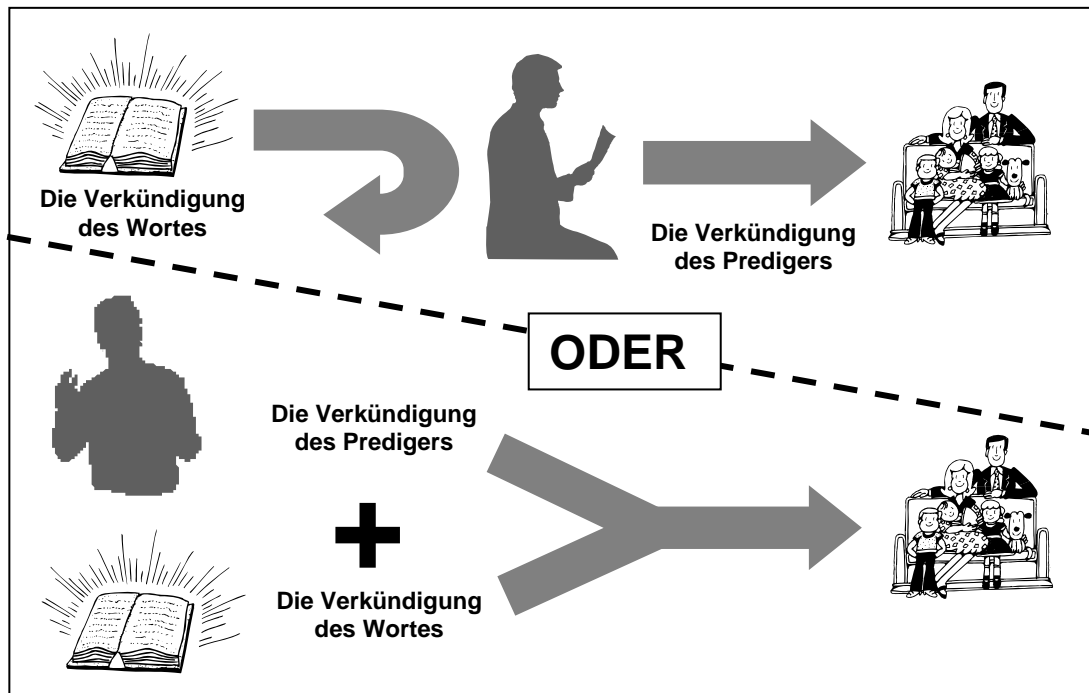 Die Verkündigung
des Wortes
Die Verkündigung
des Predigers
ODER
Die Verkündigung
des Predigers
Die Verkündigung
des Wortes